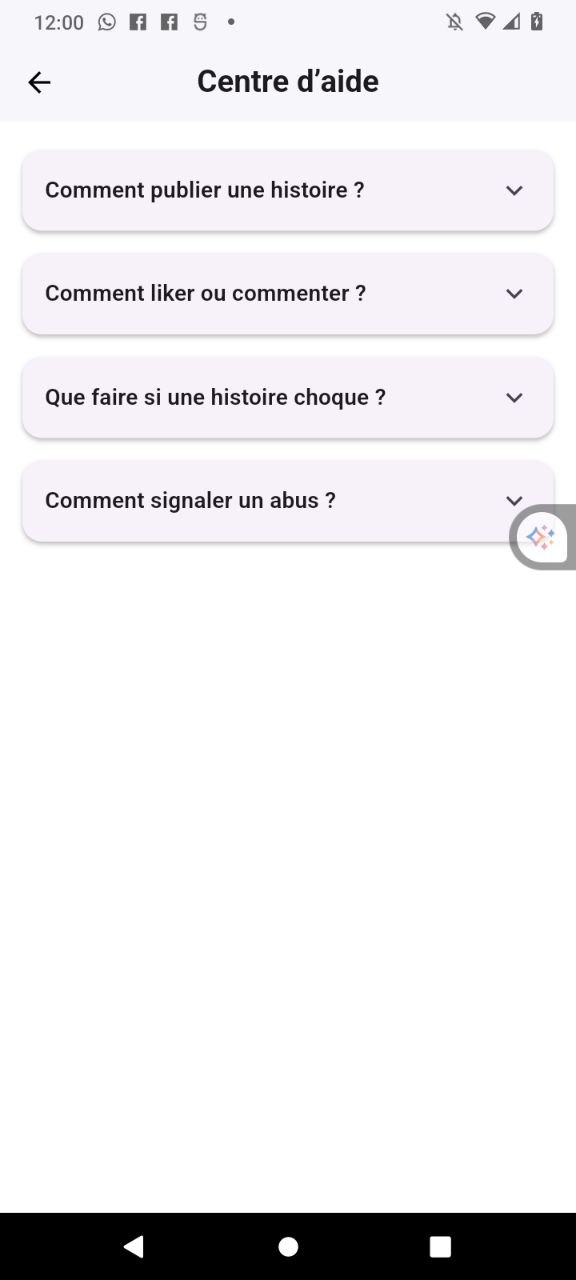 12:00
Centre d’aide
Comment publier une histoire ?
Comment liker ou commenter ?
Que faire si une histoire choque ?
Comment signaler un abus ?